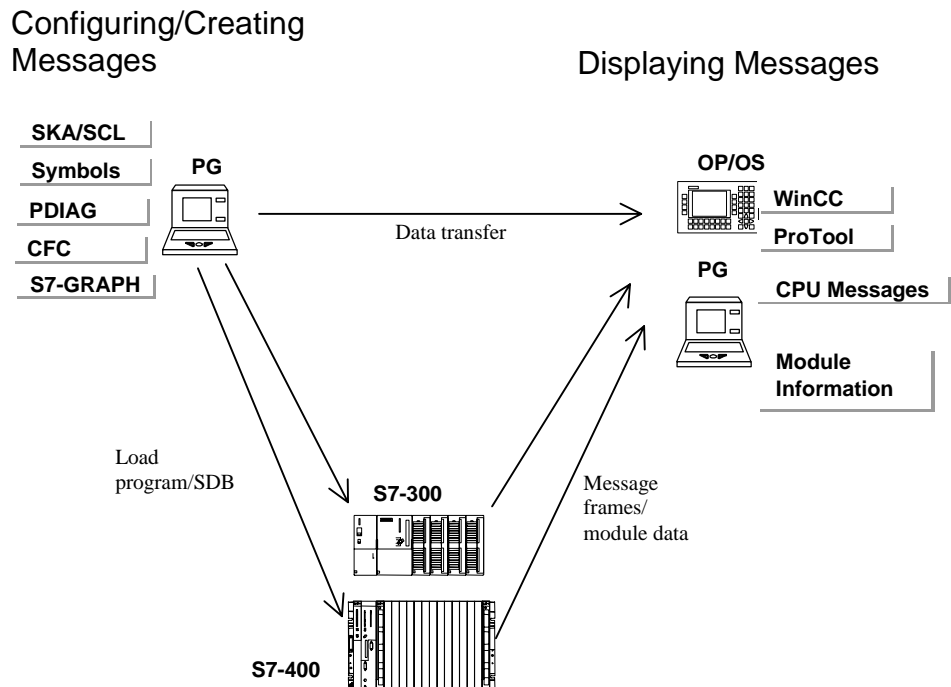 Configuring/Creating
Messages
Displaying Messages
SKA/SCL
Symbols
PDIAG
CFC
S7-GRAPH
PG
Data transfer
OP/OS
WinCC
ProTool
PG
CPU Messages
Module
Information
Load
program/SDB
S7-300
Message
frames/
module data
S7-400